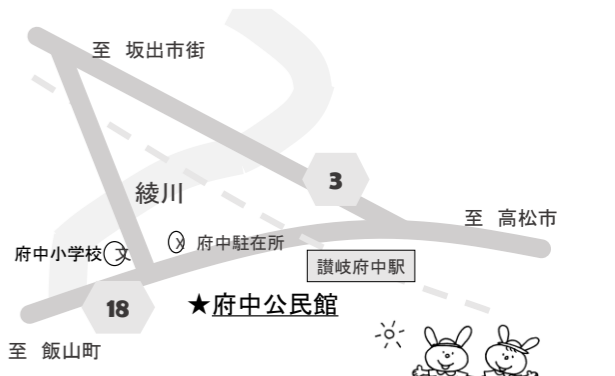 至 坂出市街
3
綾川
至 高松市
府中小学校 文
X 府中駐在所
讃岐府中駅
18
★府中公民館
至 飯山町